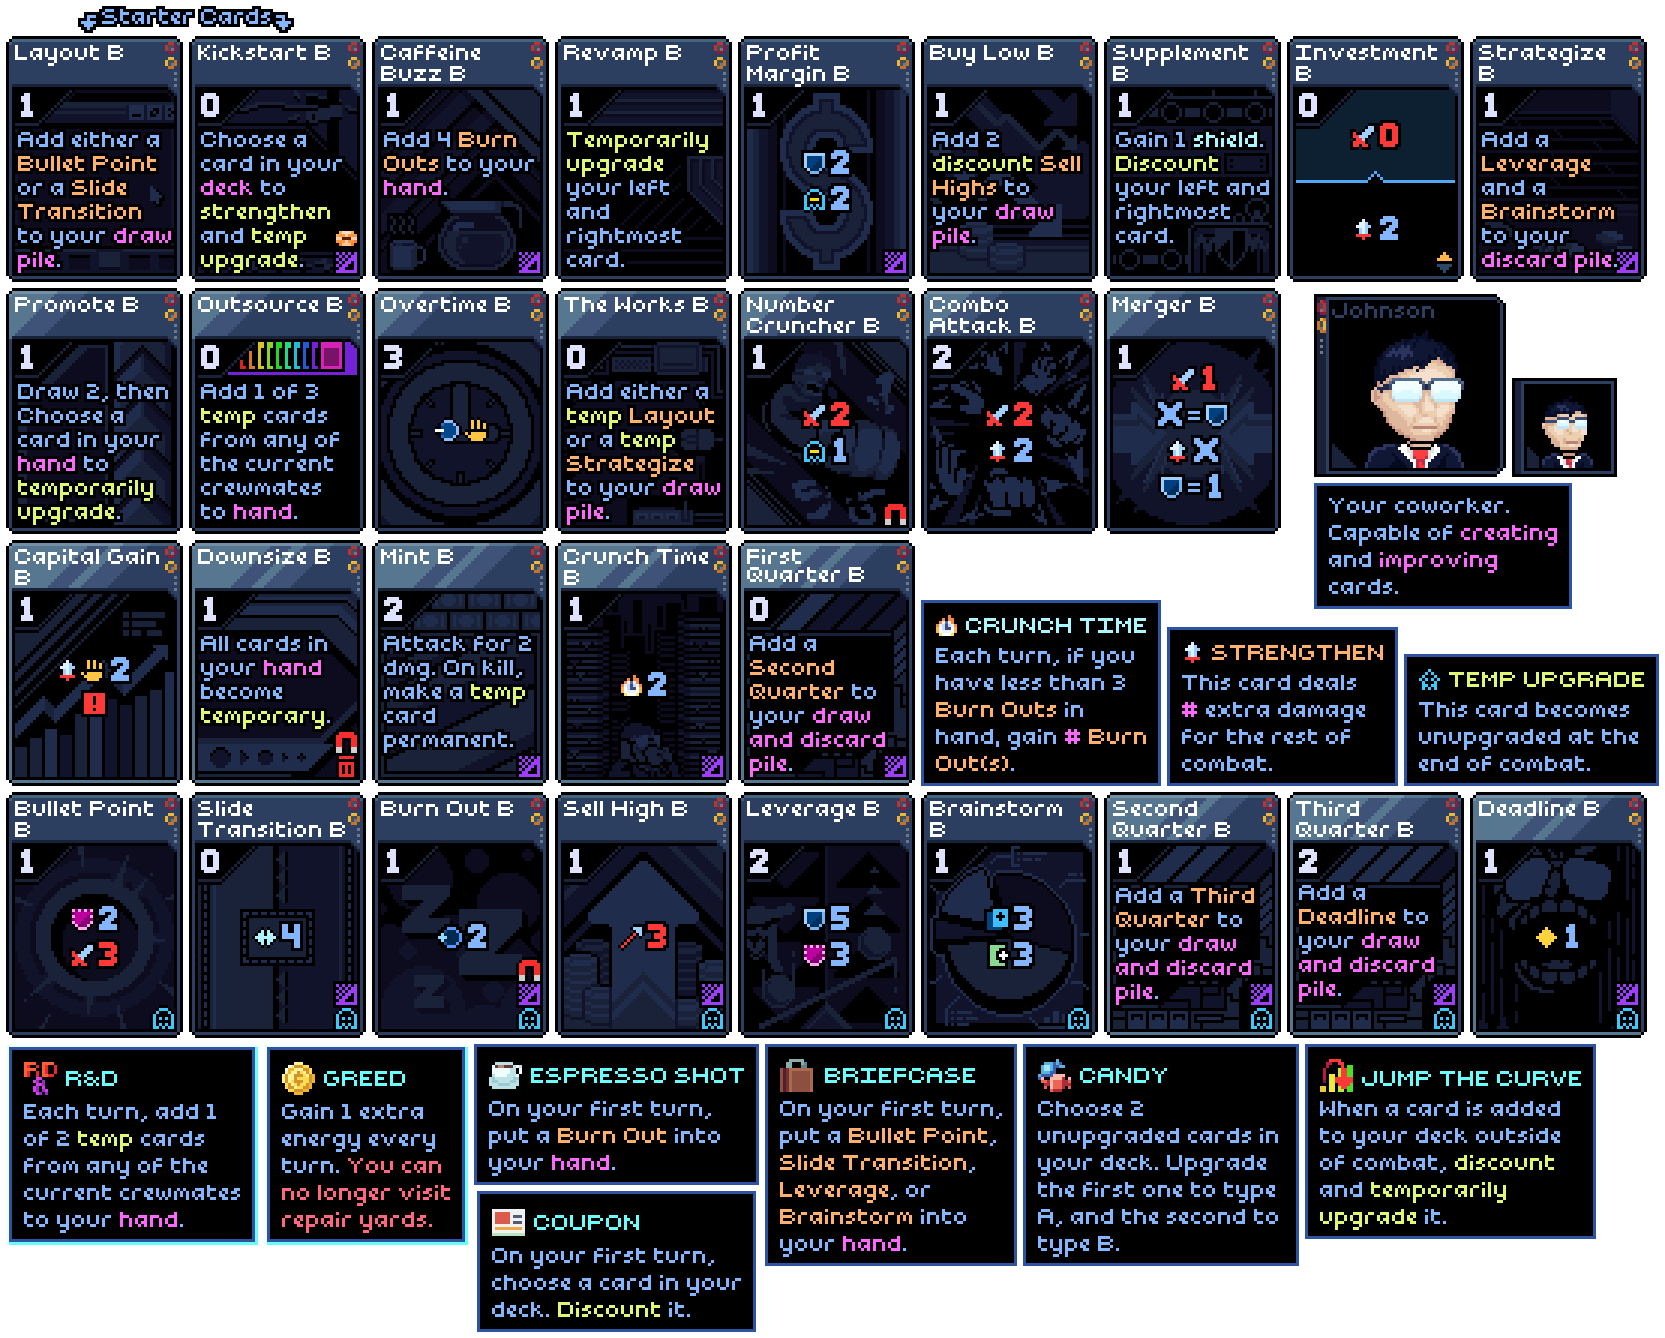 Starter Cards
Layout B
1
Add either a
Bullet Point
or a Slide
Transition
to your draw
pile.
Kickstart B
0
Choose a
card in your
deck to
strengthen
and temp
upgrade.
Caffeine
Buzz B
1
Add 4 Burn
Outs to your
hand.
Revamp B
1
Temporarily
upgrade
your left
and
rightmost
card.
Profit
Margin B
1
2
2
Buy Low B
1
Add 2
discount Sell
Highs to
your draw
pile.
Supplement
B
1
Gain 1 shield.
Discount
your left and
rightmost
card.
Investment
B
0
0
2
Strategize
B
1
Add a
Leverage
and a
Brainstorm
to your
discard pile.
Promote B
1
Draw 2, then
Choose a
card in your
hand to
temporarily
upgrade.
Outsource B
0
Add 1 of 3
temp cards
from any of
the current
crewmates
to hand.
Overtime B
3
The Works B
0
Add either a
temp Layout
or a temp
Strategize
to your draw
pile.
Number
Cruncher B
1
2
1
Combo
Attack B
2
2
2
Merger B
1
1
X=
X
=1
Johnson
Your coworker.
Capable of creating
and improving
cards.
Capital Gain
B
1
2
Downsize B
1
All cards in
your hand
become
temporary.
Mint B
2
Attack for 2
dmg. On kill,
make a temp
card
permanent.
Crunch Time
B
1
2
First
Quarter B
0
Add a
Second
Quarter to
your draw
and discard
pile.
CRUNCH TIME
Each turn, if you
have less than 3
Burn Outs in
hand, gain # Burn
Out(s).
STRENGTHEN
This card deals
# extra damage
for the rest of
combat.
TEMP UPGRADE
This card becomes
unupgraded at the
end of combat.
Bullet Point
B
1
2
3
Slide
Transition B
0
4
Burn Out B
1
2
Sell High B
1
3
Leverage B
2
5
3
Brainstorm
B
1
3
3
Second
Quarter B
1
Add a Third
Quarter to
your draw
and discard
pile.
Third
Quarter B
2
Add a
Deadline to
your draw
and discard
pile.
Deadline B
1
1
R&D
Each turn, add 1
of 2 temp cards
from any of the
current crewmates
to your hand.
GREED
Gain 1 extra
energy every
turn. You can
no longer visit
repair yards.
ESPRESSO SHOT
On your first turn,
put a Burn Out into
your hand.
COUPON
On your first turn,
choose a card in your
deck. Discount it.
BRIEFCASE
On your first turn,
put a Bullet Point,
Slide Transition,
Leverage, or
Brainstorm into
your hand.
CANDY
Choose 2
unupgraded cards in
your deck. Upgrade
the first one to type
A, and the second to
type B.
JUMP THE CURVE
When a card is added
to your deck outside
of combat, discount
and temporarily
upgrade it.